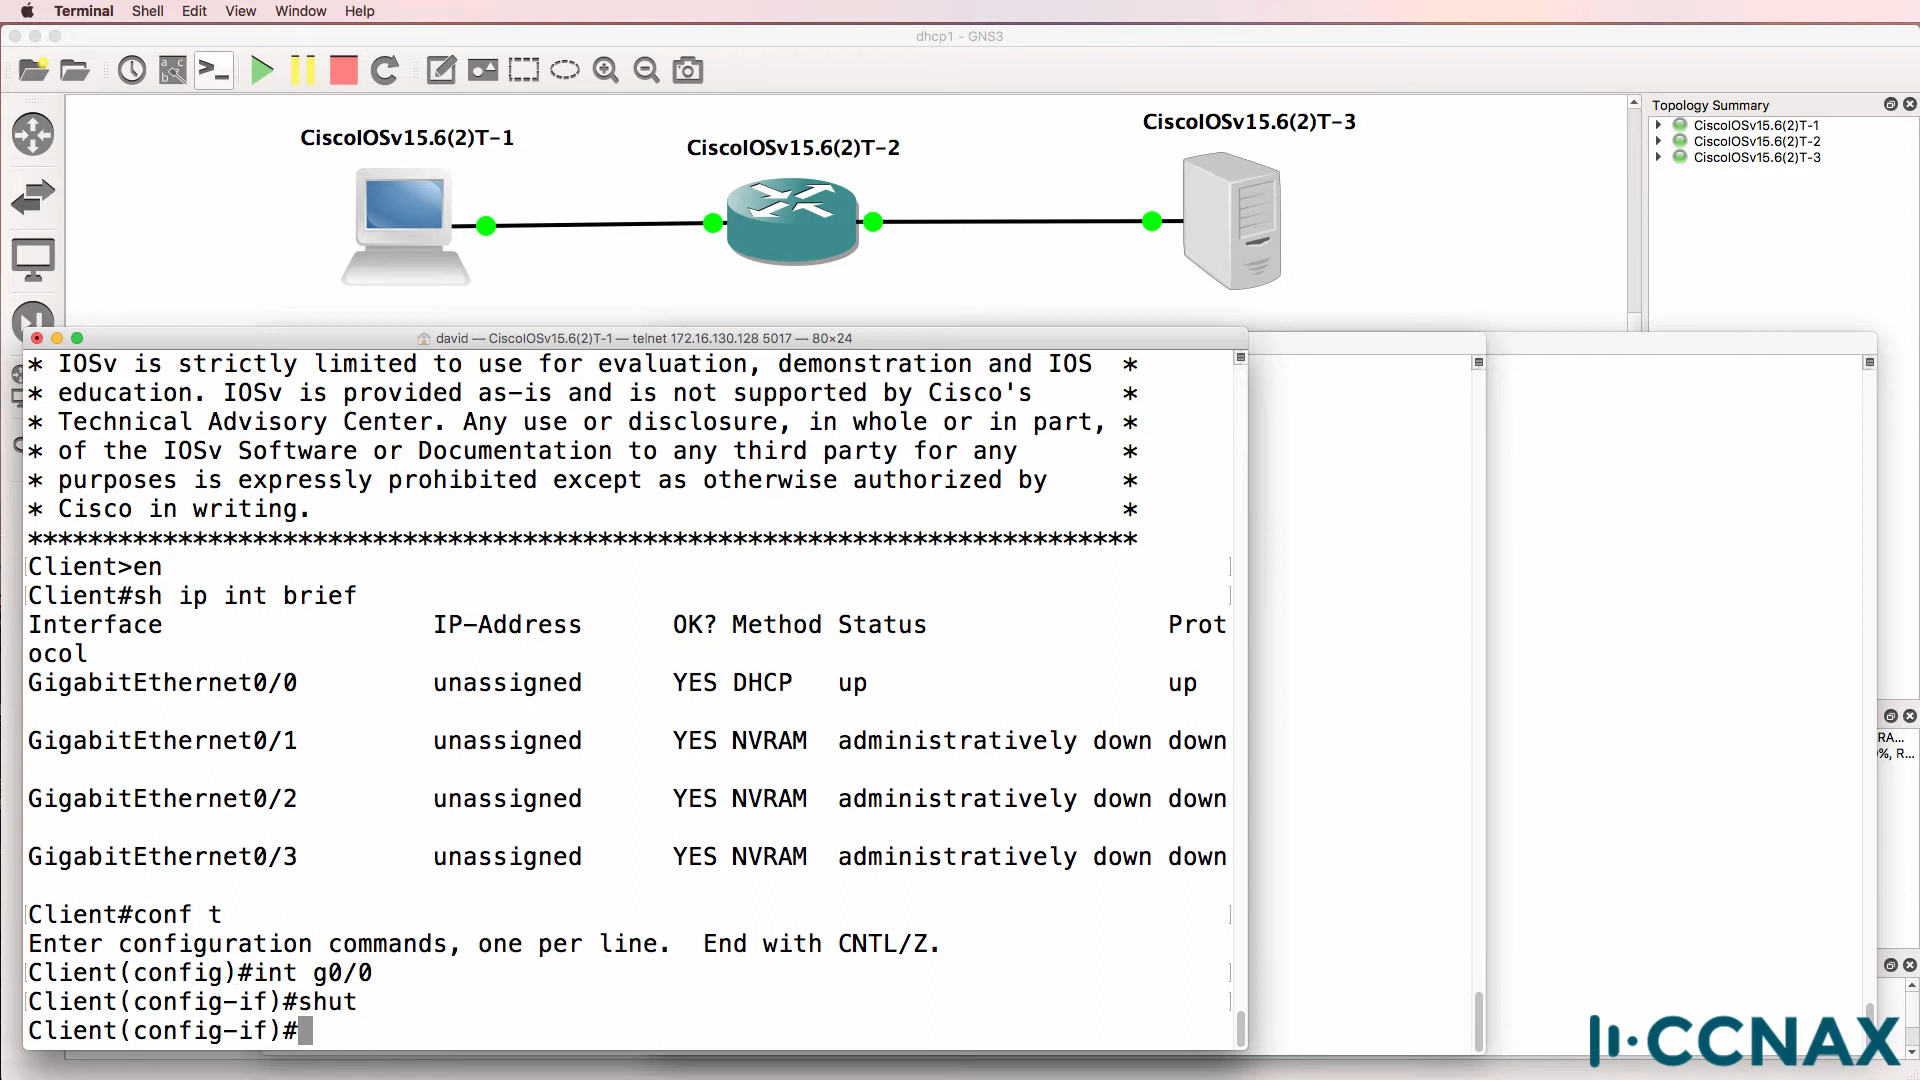 Terminal Shell Edit View Window Help
dhcp1 - GNS3
Topology Summary
CiscoIOSv15.6(2)T-1
CiscoIOSv15.6(2)T-2
CiscoIOSv15.6(2)T-3
CiscoIOSv15.6(2)T-1
CiscoIOSv15.6(2)T-2
CiscoIOSv15.6(2)T-3
david — CiscoIOSv15.6(2)T-1 — telnet 172.16.130.128 5017 — 80×24
* IOSv is strictly limited to use for evaluation, demonstration and IOS *
* education. IOSv is provided as-is and is not supported by Cisco's *
* Technical Advisory Center. Any use or disclosure, in whole or in part, *
* of the IOSv Software or Documentation to any third party for any *
* purposes is expressly prohibited except as otherwise authorized by *
* Cisco in writing. *
**************************************************************************
Client>en
Client#sh ip int brief
Interface IP-Address OK? Method Status Prot
ocol
GigabitEthernet0/0 unassigned YES DHCP up up
GigabitEthernet0/1 unassigned YES NVRAM administratively down down
GigabitEthernet0/2 unassigned YES NVRAM administratively down down
GigabitEthernet0/3 unassigned YES NVRAM administratively down down
Client#conf t
Enter configuration commands, one per line. End with CNTL/Z.
Client(config)#int g0/0
Client(config-if)#shut
Client(config-if)#
RA...
%, R...
CCNAX